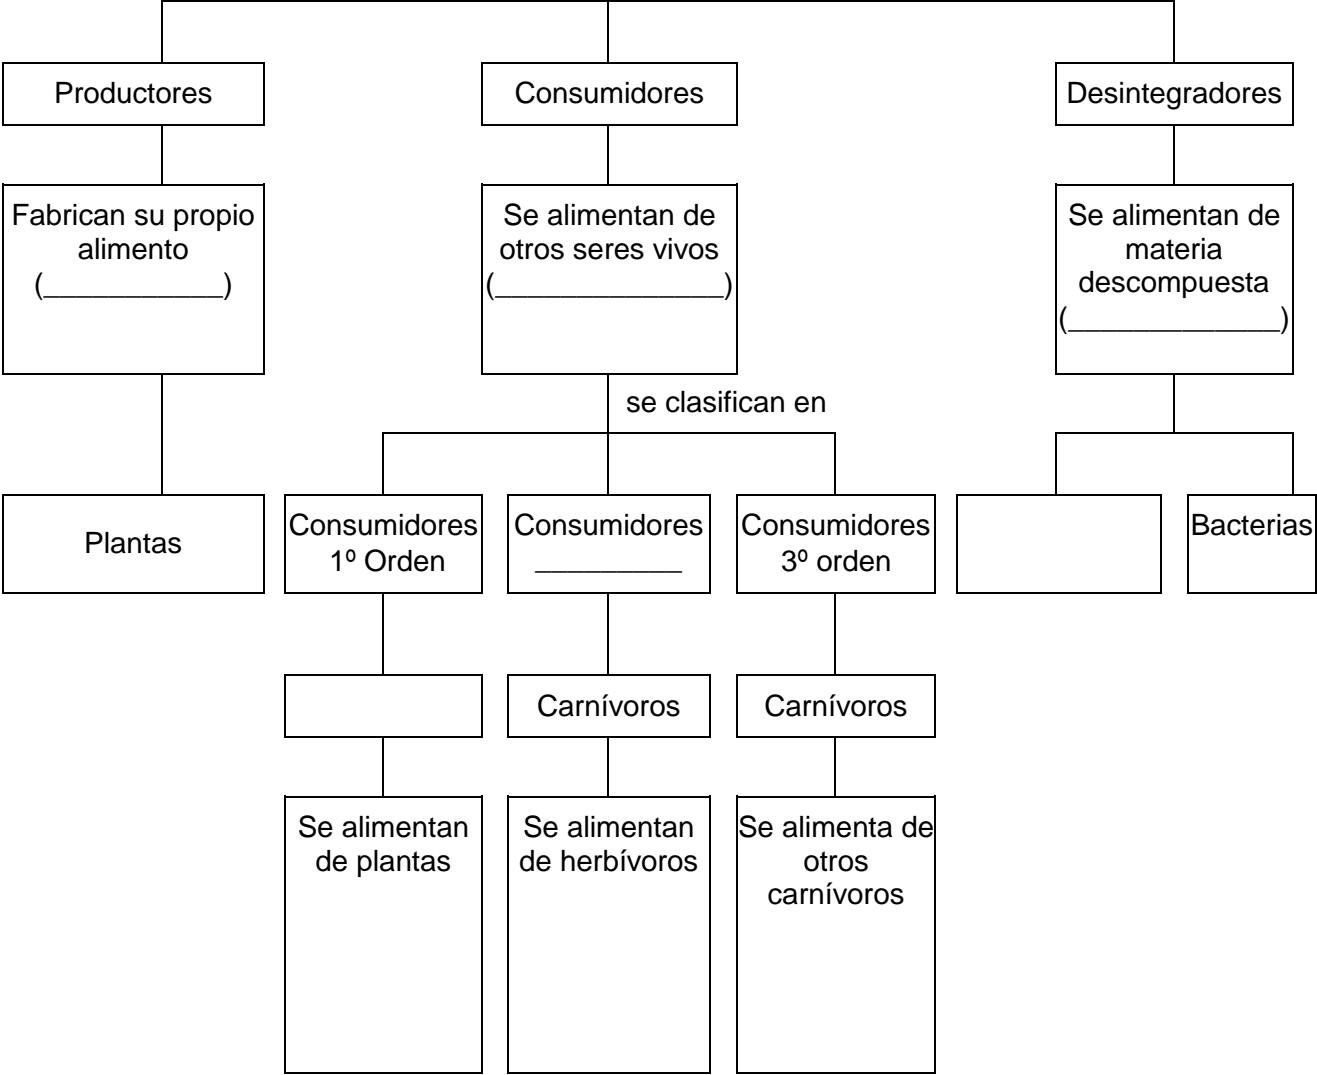 Productores
Consumidores
Desintegradores
Fabrican su propio
alimento
(___________)
Se alimentan de
otros seres vivos
(______________)
Se alimentan de
materia
descompuesta
(_____________)
se clasifican en
Plantas
Consumidores
1º Orden
Consumidores
_________
Consumidores
3º orden
Bacterias
Carnívoros
Carnívoros
Se alimentan
de plantas
Se alimentan
de herbívoros
Se alimenta de
otros
carnívoros